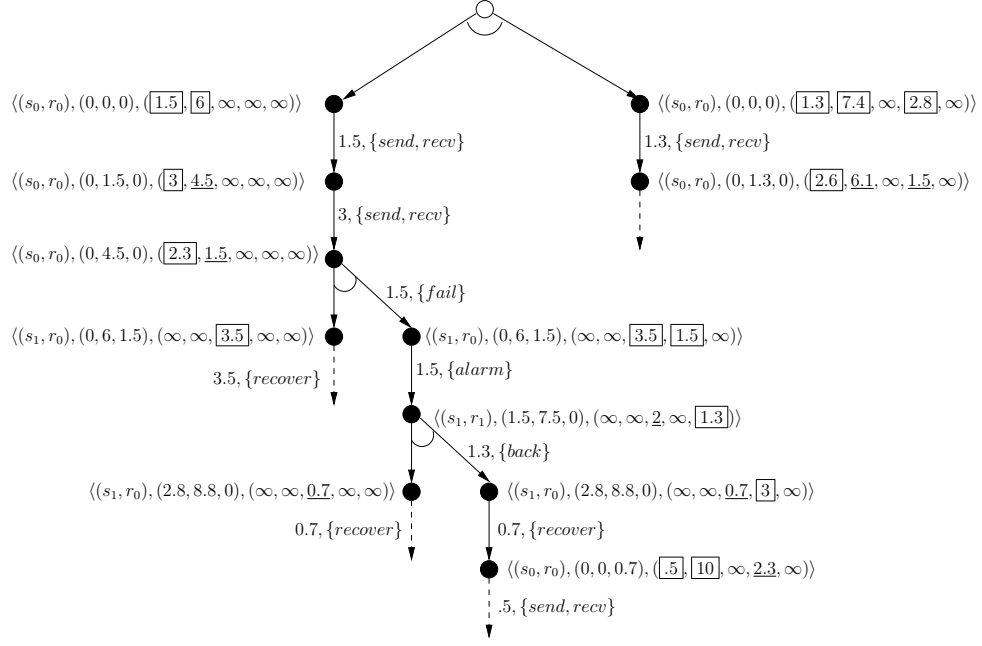 ⟨(s₀, r₀), (0, 0, 0), (1.5, 6, ∞, ∞, ∞)⟩
⟨(s₀, r₀), (0, 0, 0), (1.3, 7.4, ∞, 2.8, ∞)⟩
1.5, {send, recv}
1.3, {send, recv}
⟨(s₀, r₀), (0, 1.5, 0), (3, 4.5, ∞, ∞, ∞)⟩
⟨(s₀, r₀), (0, 1.3, 0), (2.6, 6.1, ∞, 1.5, ∞)⟩
3, {send, recv}
⟨(s₀, r₀), (0, 4.5, 0), (2.3, 1.5, ∞, ∞, ∞)⟩
1.5, {fail}
⟨(s₁, r₀), (0, 6, 1.5), (∞, ∞, 3.5, ∞, ∞)⟩
⟨(s₁, r₀), (0, 6, 1.5), (∞, ∞, 3.5, 1.5, ∞)⟩
3.5, {recover}
1.5, {alarm}
⟨(s₁, r₁), (1.5, 7.5, 0), (∞, ∞, 2, ∞, 1.3)⟩
1.3, {back}
⟨(s₁, r₀), (2.8, 8.8, 0), (∞, ∞, 0.7, ∞, ∞)⟩
⟨(s₁, r₀), (2.8, 8.8, 0), (∞, ∞, 0.7, 3, ∞)⟩
0.7, {recover}
0.7, {recover}
⟨(s₀, r₀), (0, 0, 0.7), (.5, 10, ∞, 2.3, ∞)⟩
.5, {send, recv}